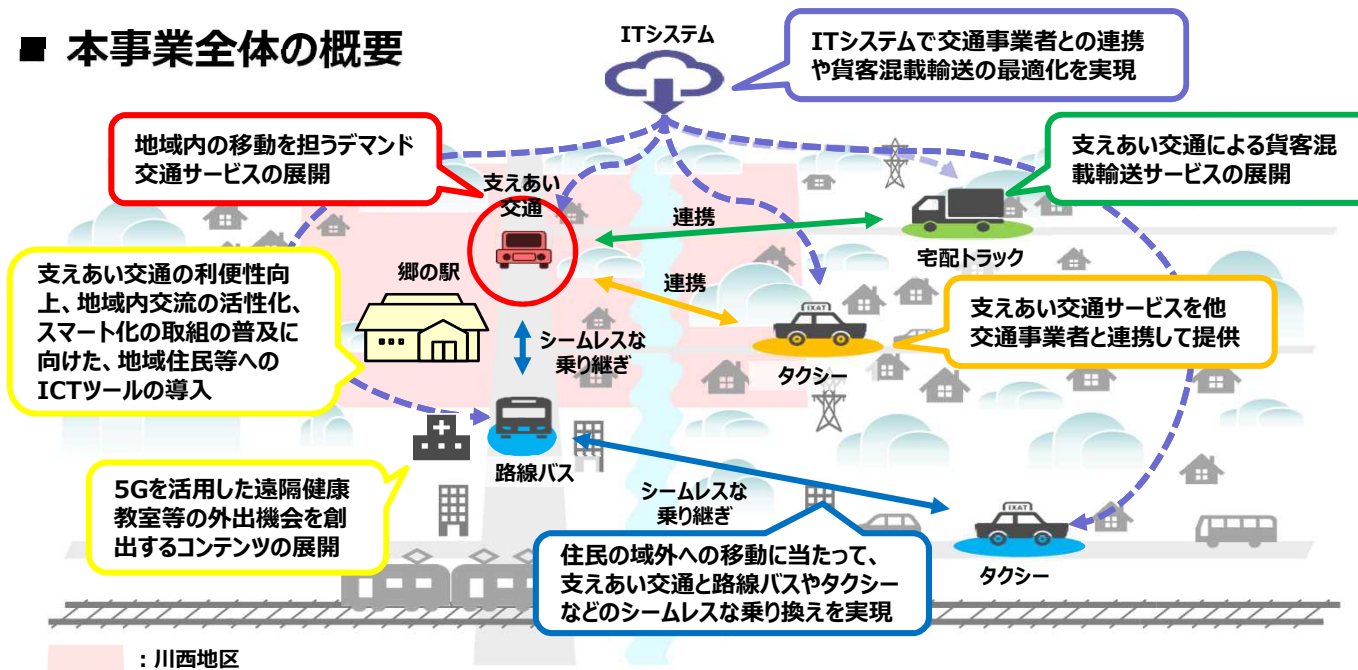 ■ 本事業全体の概要
ITシステム
ITシステムで交通事業者との連携
や貨客混載輸送の最適化を実現
地域内の移動を担うデマンド
交通サービスの展開
支えあい交通による貨客混
載輸送サービスの展開
支えあい
交通
連携
宅配トラック
郷の駅
連携
支えあい交通の利便性向
上、地域内交流の活性化、
スマート化の取組の普及に
向けた、地域住民等への
ICTツールの導入
シームレスな
乗り継ぎ
IXAT
タクシー
支えあい交通サービスを他
交通事業者と連携して提供
路線バス
5Gを活用した遠隔健康
教室等の外出機会を創
出するコンテンツの展開
シームレスな
乗り継ぎ
IXAT
タクシー
住民の域外への移動に当たって、
支えあい交通と路線バスやタクシー
などのシームレスな乗り換えを実現
：川西地区